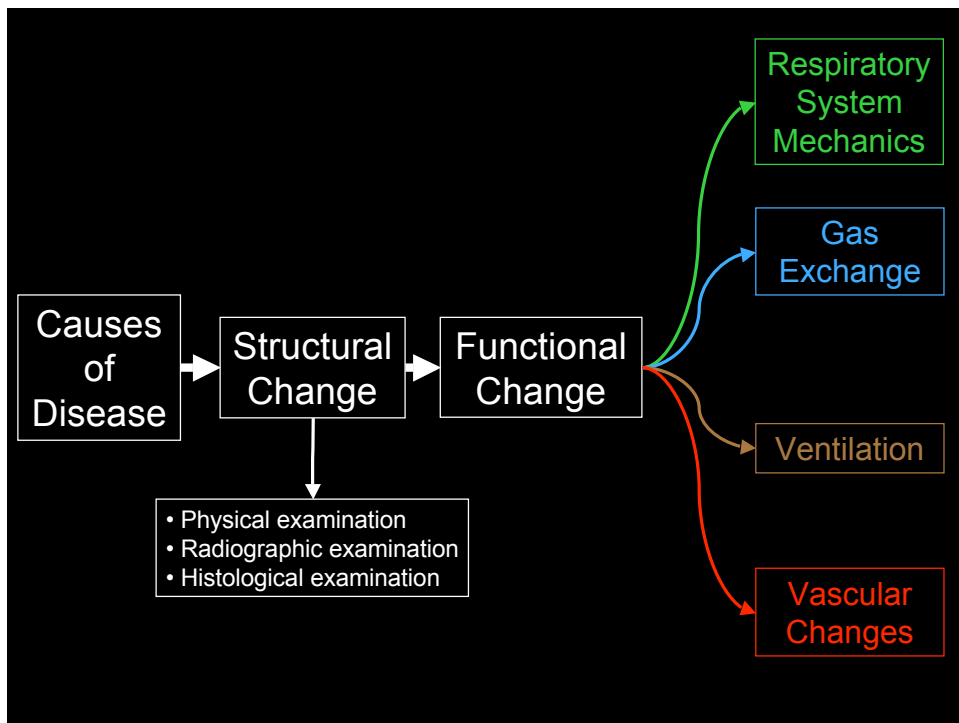 Causes
of
Disease
Structural
Change
• Physical examination
• Radiographic examination
• Histological examination
Functional
Change
Respiratory
System
Mechanics
Gas
Exchange
Ventilation
Vascular
Changes